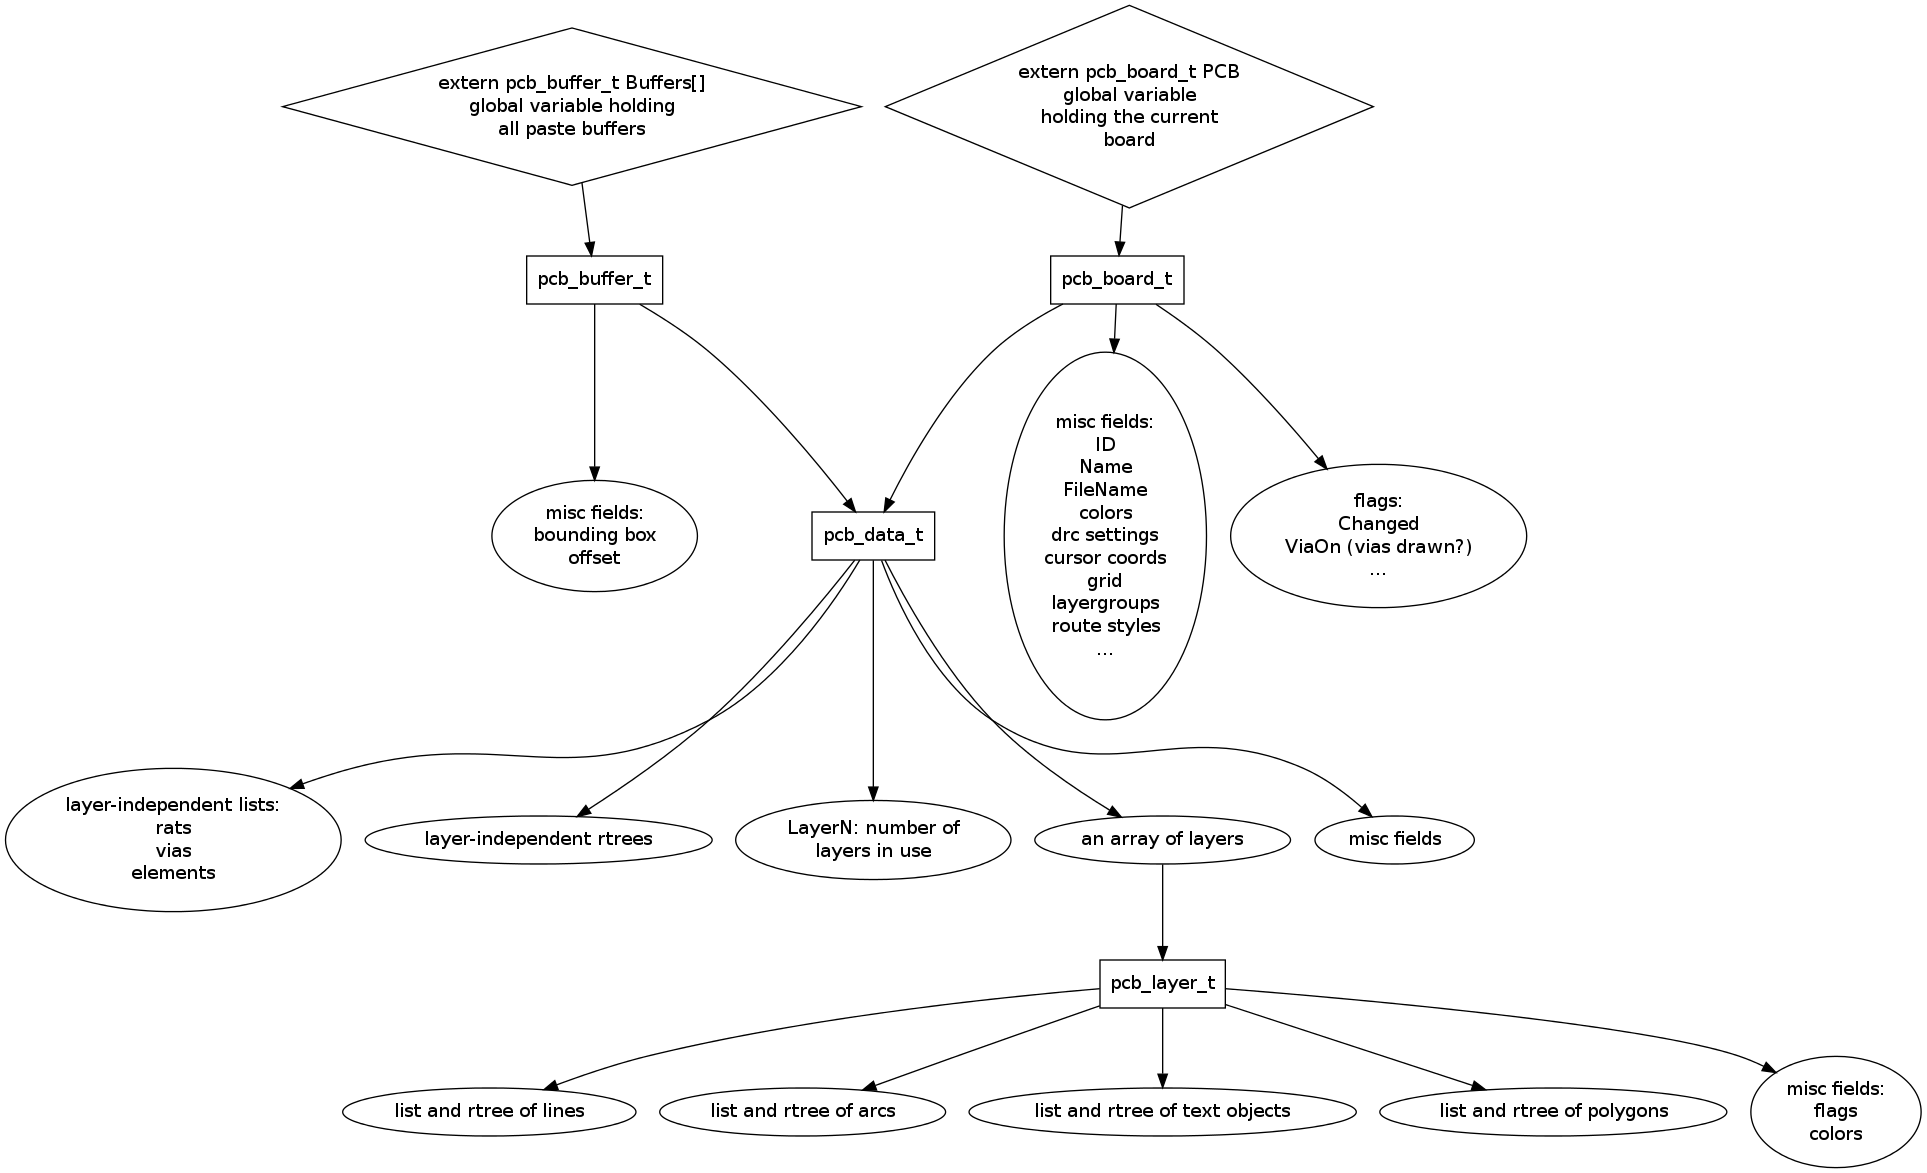 extern pcb_buffer_t Buffers[]
global variable holding
all paste buffers
extern pcb_board_t PCB
global variable
holding the current
board
pcb_buffer_t
pcb_board_t
misc fields:
bounding box
offset
pcb_data_t
misc fields:
ID
Name
FileName
colors
drc settings
cursor coords
grid
layergroups
route styles
...
flags:
Changed
ViaOn (vias drawn?)
...
layer-independent lists:
rats
vias
elements
layer-independent rtrees
LayerN: number of
layers in use
an array of layers
misc fields
pcb_layer_t
list and rtree of lines
list and rtree of arcs
list and rtree of text objects
list and rtree of polygons
misc fields:
flags
colors